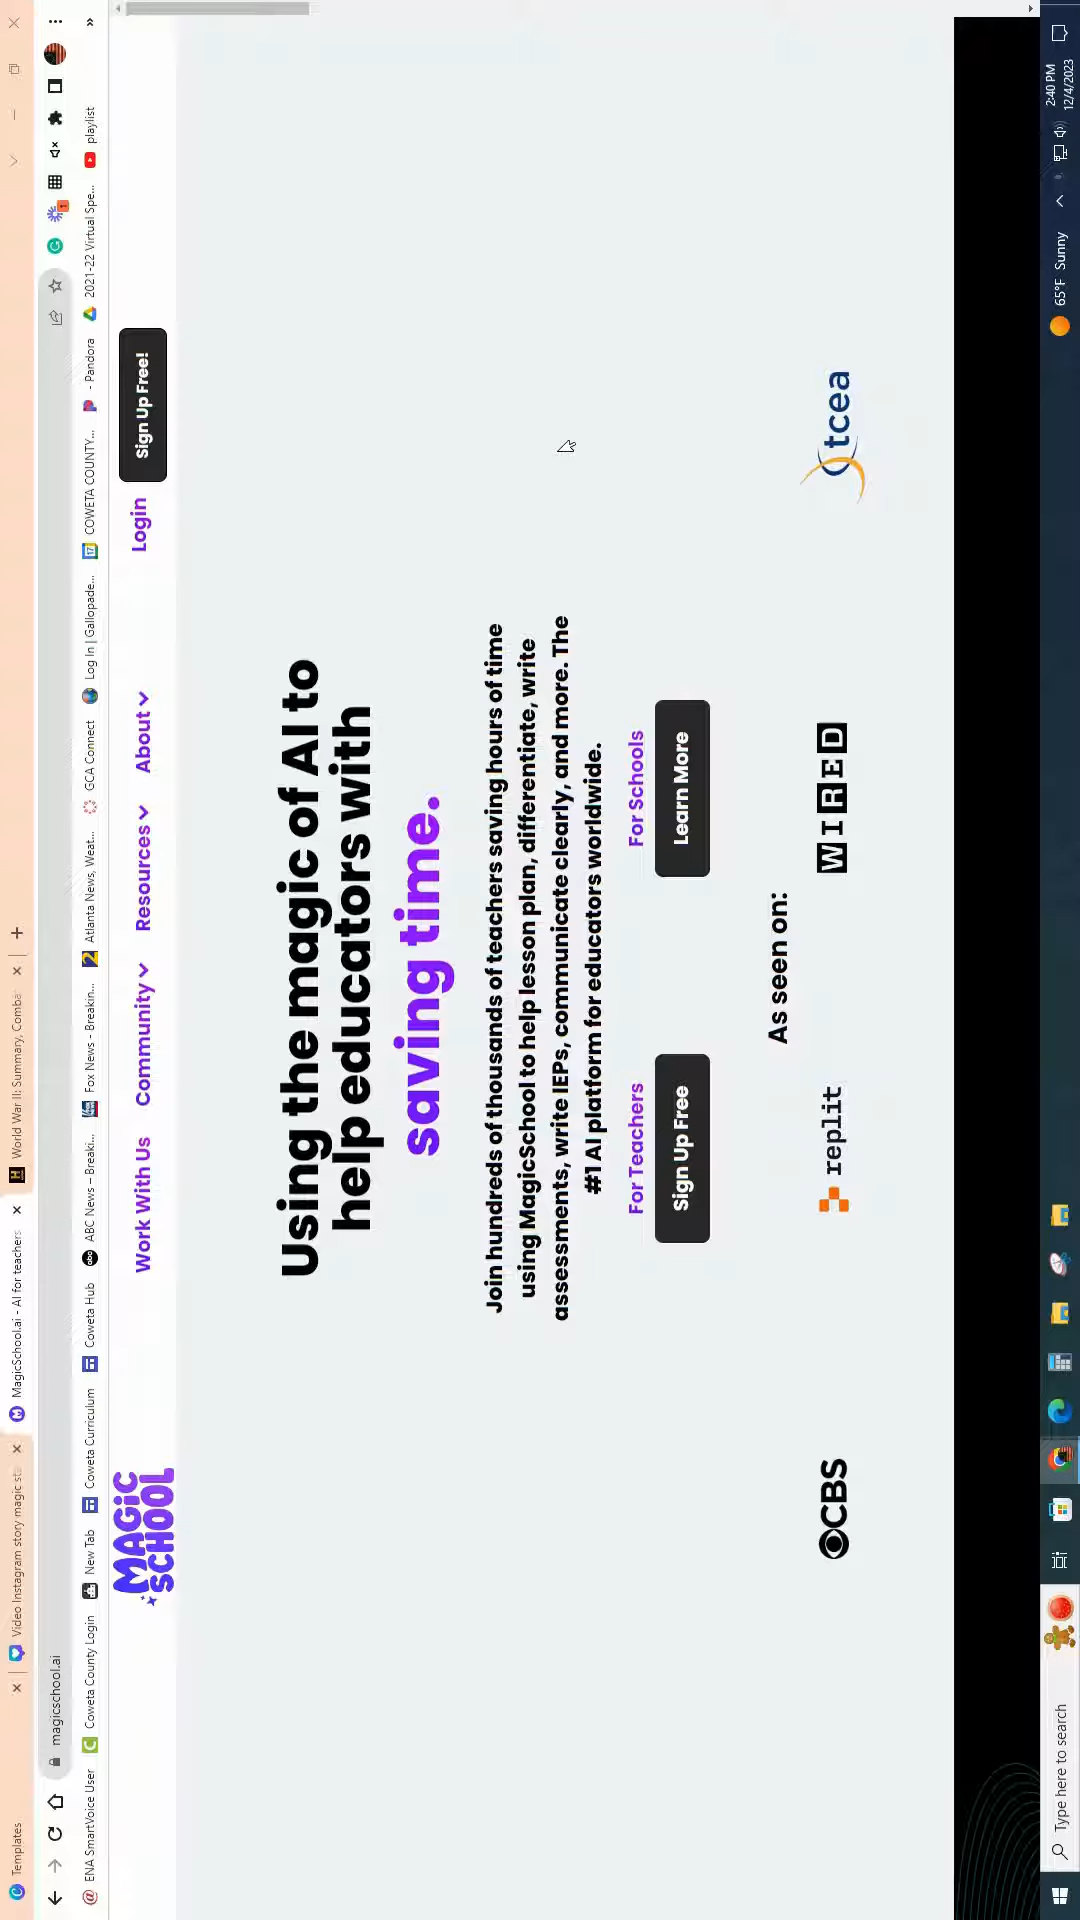 Templates
Video Instagram story magic st
MagicSchool.ai - AI for teachers
World War II: Summary, Comba
magicschool.ai
ENA SmartVoice User
Coweta County Login
New Tab
Coweta Curriculum
Coweta Hub
ABC News – Breaki...
Fox News - Breakin...
Atlanta News, Weat...
GCA Connect
Log In | Gallopade...
COWETA COUNTY...
- Pandora
2021-22 Virtual Spe...
playlist
MAGIC SCHOOL
Work With Us
Community
Resources
About
Login
Sign Up Free!
Using the magic of AI to
help educators with
saving time.
Join hundreds of thousands of teachers saving hours of time
using MagicSchool to help lesson plan, differentiate, write
assessments, write IEPs, communicate clearly, and more. The
#1 AI platform for educators worldwide.
For Teachers
For Schools
Sign Up Free
Learn More
As seen on:
CBS
replit
WIRED
tcea
Type here to search
65°F Sunny
2:40 PM
12/4/2023